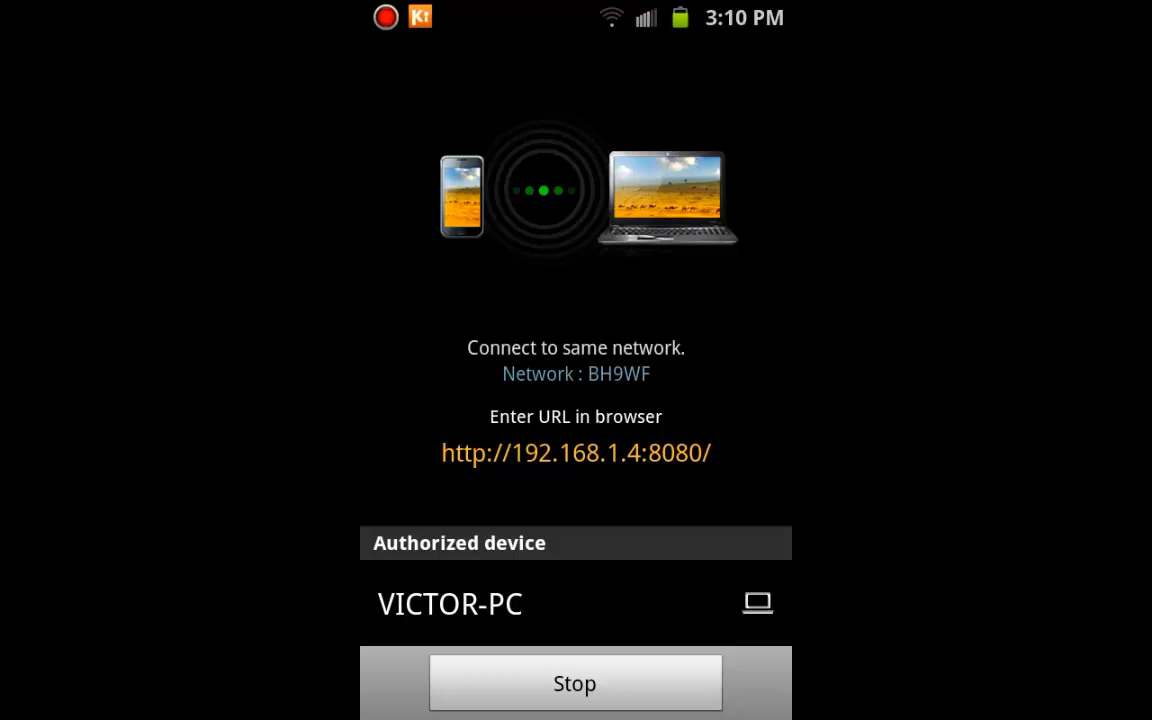 3:10 PM
Connect to same network.
Network : BH9WF
Enter URL in browser
http://192.168.1.4:8080/
Authorized device
VICTOR-PC
Stop